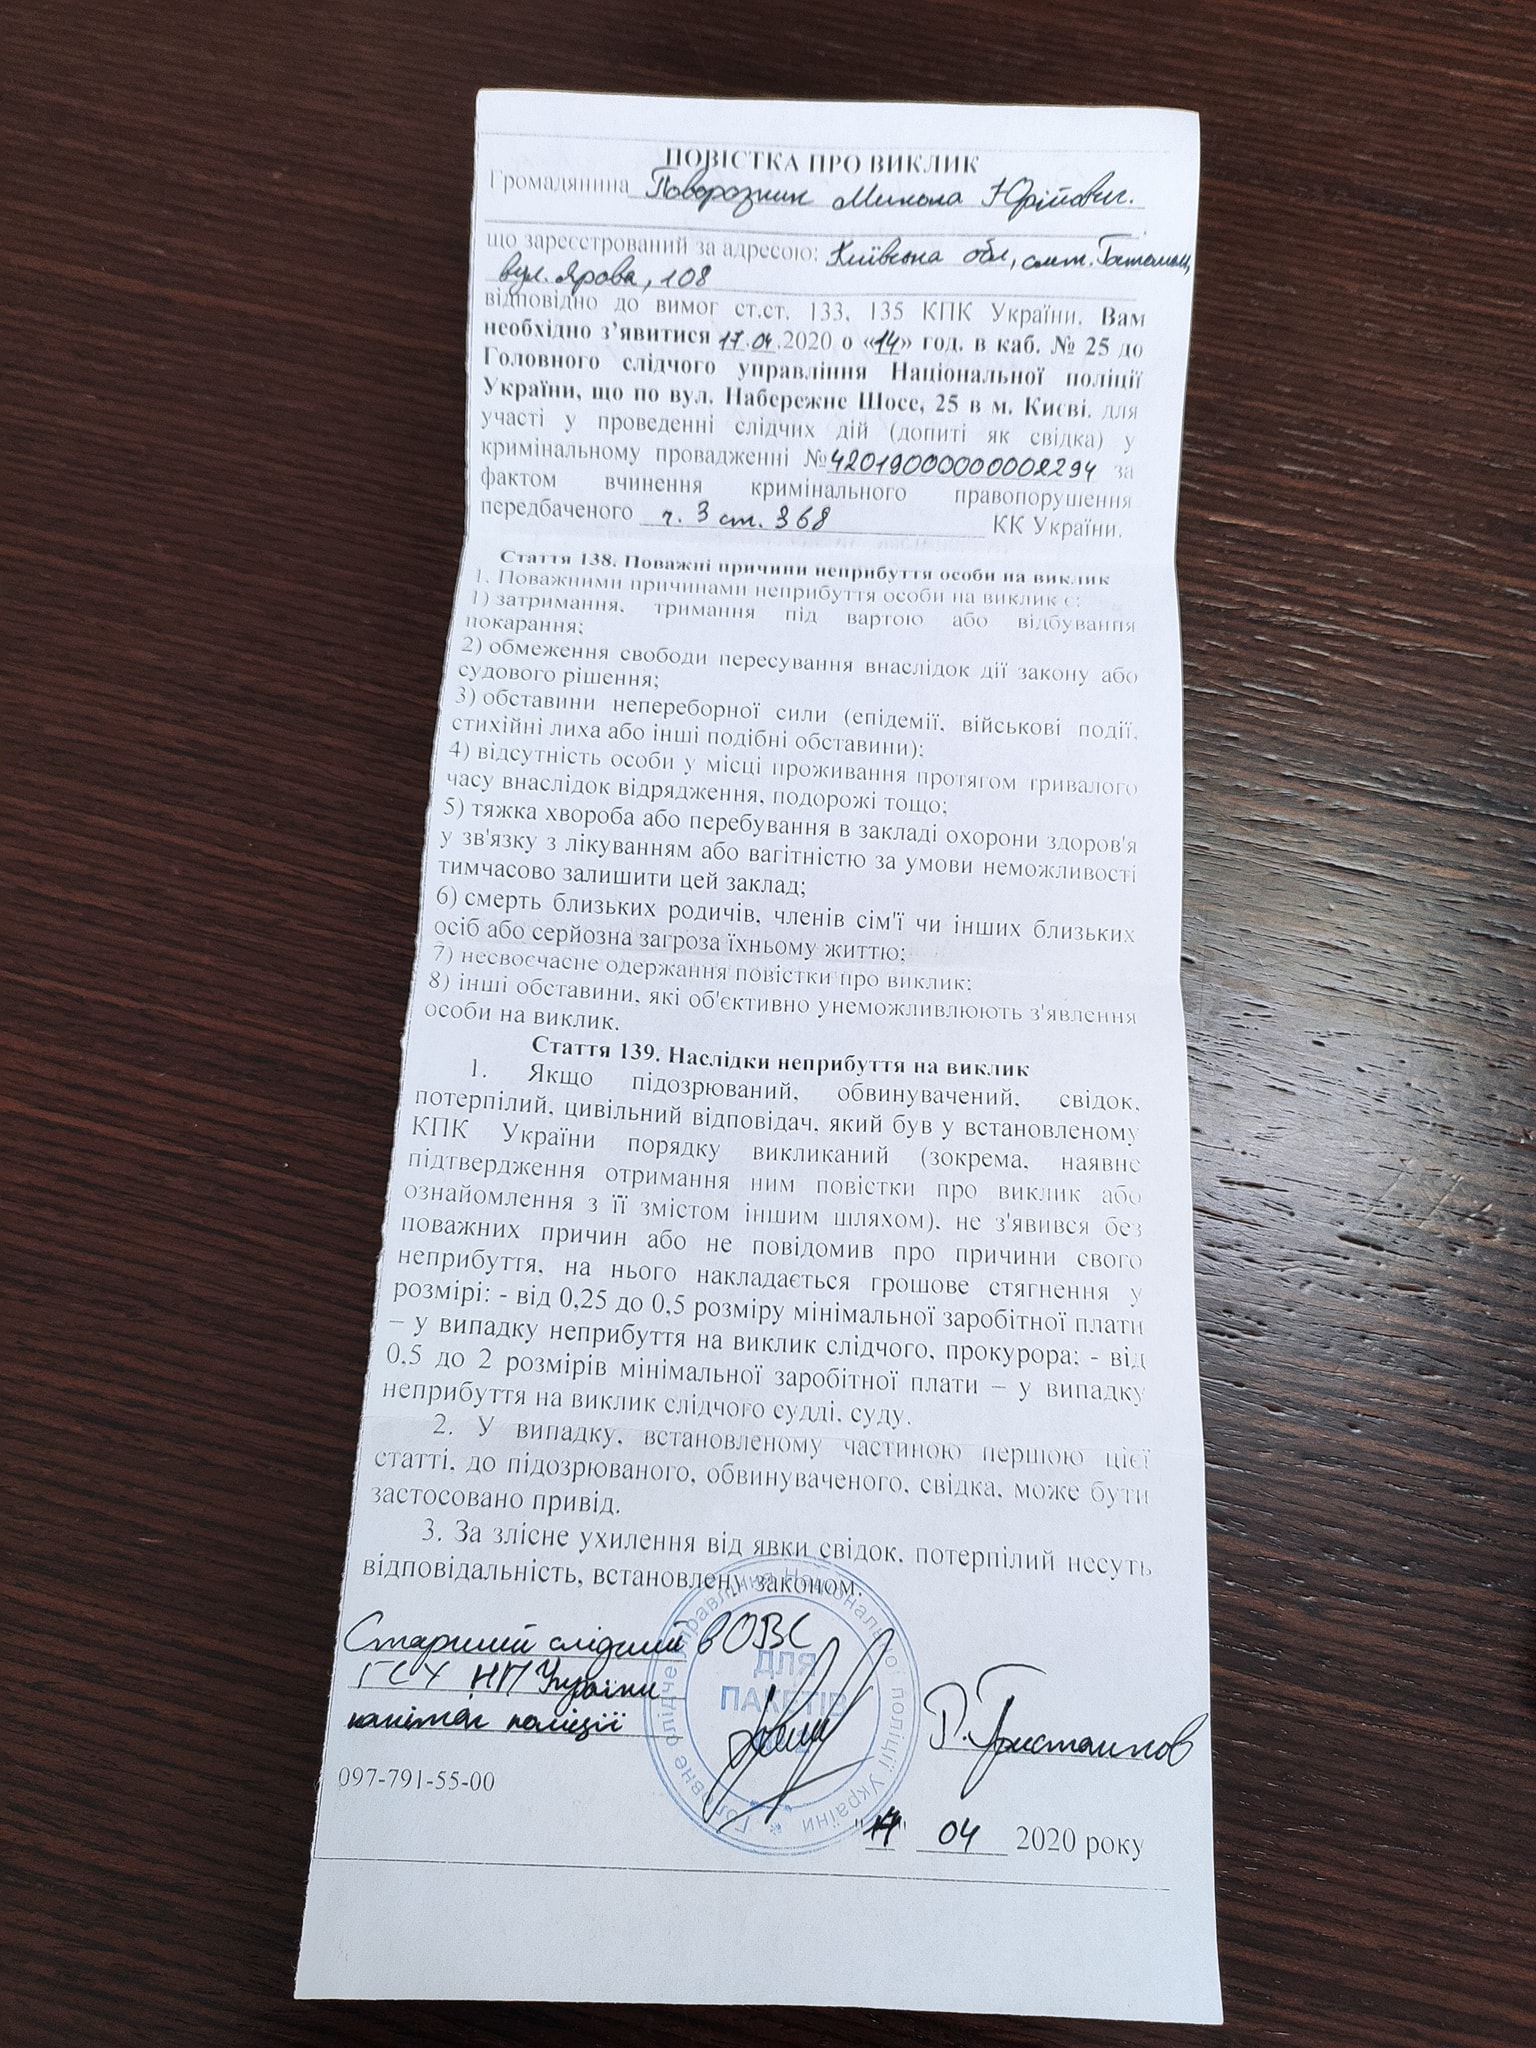 ПОВІСТКА ПРО ВИКЛИК
Громадянина Поворозник Микола Юрійович.
що зареєстрований за адресою: Київська обл, смт. Гостомель,
вул. Ярова, 108
відповідно до вимог ст.ст. 133, 135 КПК України, Вам
необхідно з'явитися 17.04.2020 о «14» год. в каб. № 25 до
Головного слідчого управління Національної поліції
України, що по вул. Набережне Шосе, 25 в м. Києві, для
участі у проведенні слідчих дій (допиті як свідка) у
кримінальному провадженні №42019000000002294 за
фактом вчинення кримінального правопорушення
передбаченого ч. 3 ст. 368 КК України.
Стаття 138. Поважні причини неприбуття особи на виклик
1. Поважними причинами неприбуття особи на виклик є:
1) затримання, тримання під вартою або відбування
покарання;
2) обмеження свободи пересування внаслідок дії закону або
судового рішення;
3) обставини непереборної сили (епідемії, військові події,
стихійні лиха або інші подібні обставини);
4) відсутність особи у місці проживання протягом тривалого
часу внаслідок відрядження, подорожі тощо;
5) тяжка хвороба або перебування в закладі охорони здоров'я
у зв'язку з лікуванням або вагітністю за умови неможливості
тимчасово залишити цей заклад;
6) смерть близьких родичів, членів сім'ї чи інших близьких
осіб або серйозна загроза їхньому життю;
7) несвоєчасне одержання повістки про виклик;
8) інші обставини, які об'єктивно унеможливлюють з'явлення
особи на виклик.
Стаття 139. Наслідки неприбуття на виклик
1. Якщо підозрюваний, обвинувачений, свідок,
потерпілий, цивільний відповідач, який був у встановленому
КПК України порядку викликаний (зокрема, наявне
підтвердження отримання ним повістки про виклик або
ознайомлення з її змістом іншим шляхом), не з'явився без
поважних причин або не повідомив про причини свого
неприбуття, на нього накладається грошове стягнення у
розмірі: - від 0,25 до 0,5 розміру мінімальної заробітної плати
– у випадку неприбуття на виклик слідчого, прокурора; - від
0,5 до 2 розмірів мінімальної заробітної плати – у випадку
неприбуття на виклик слідчого судді, суду.
2. У випадку, встановленому частиною першою цієї
статті, до підозрюваного, обвинуваченого, свідка, може бути
застосовано привід.
3. За злісне ухилення від явки свідок, потерпілий несуть
відповідальність, встановлену законом.
Старший слідчий в ОВС
ГСУ НП України
капітан поліції
Головне слідче управління Національної поліції України
ДЛЯ
ПАКЕТІВ
097-791-55-00
04 2020 року